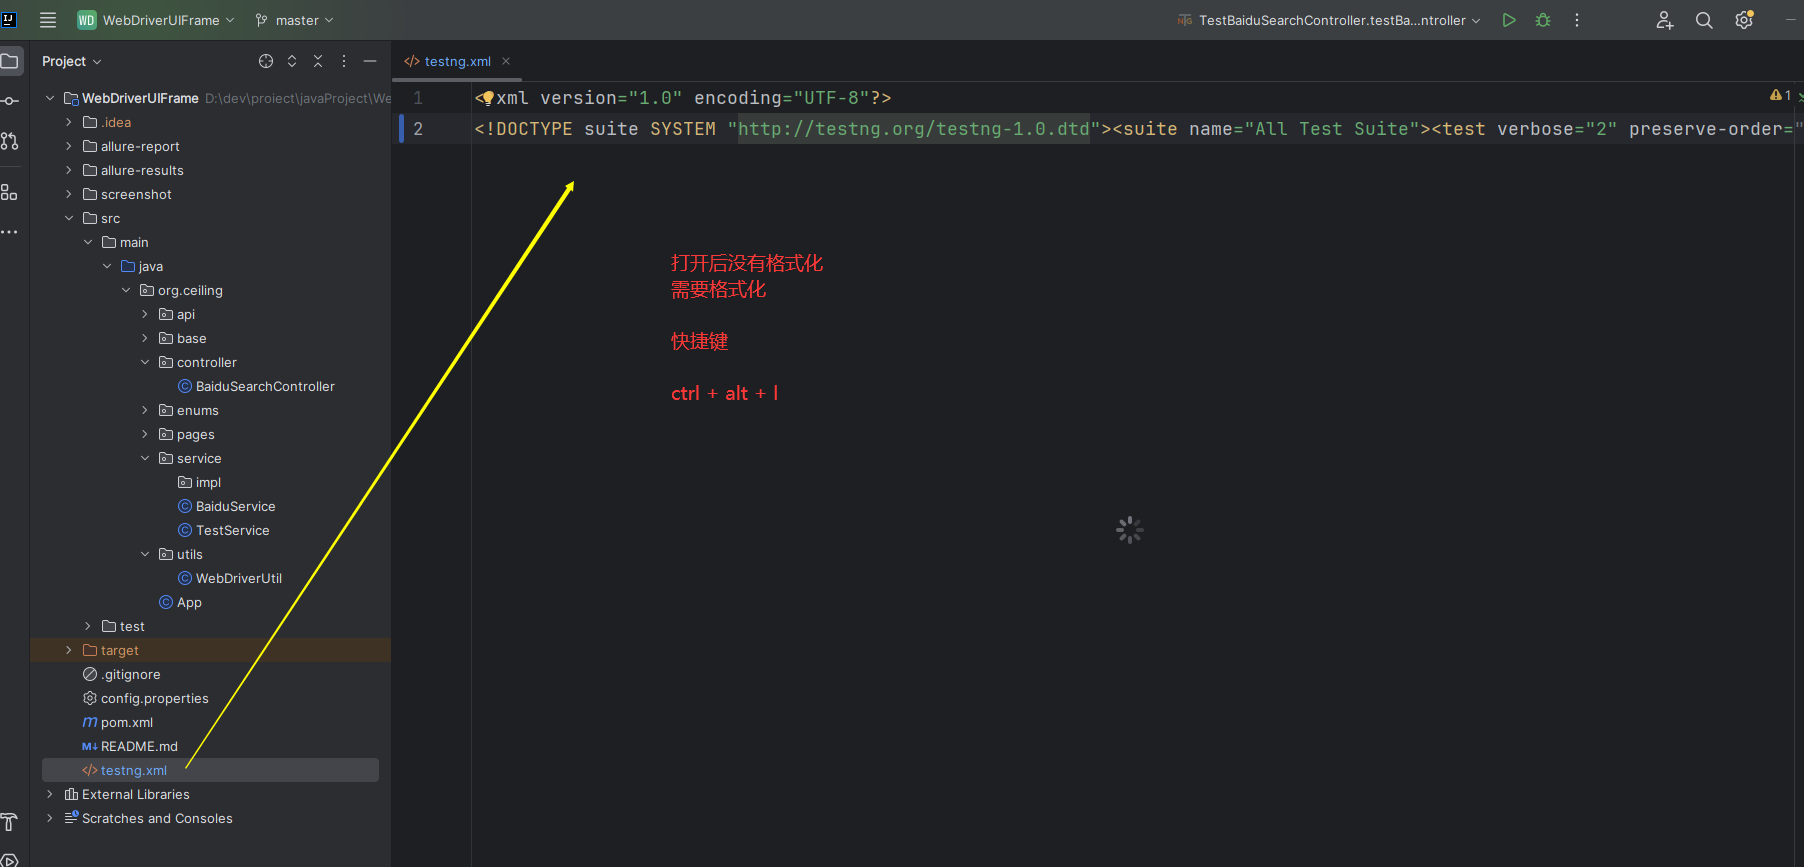 WD WebDriverUIFrame master TestBaiduSearchController.testBa...ntroller
Project
testng.xml
WebDriverUIFrame D:\dev\proiect\javaProject\We
.idea
allure-report
allure-results
screenshot
src
main
java
org.ceiling
api
base
controller
BaiduSearchController
enums
pages
service
impl
BaiduService
TestService
utils
WebDriverUtil
App
test
target
.gitignore
config.properties
pom.xml
README.md
testng.xml
External Libraries
Scratches and Consoles
1 <?xml version="1.0" encoding="UTF-8"?>
1
2 <!DOCTYPE suite SYSTEM "http://testng.org/testng-1.0.dtd"><suite name="All Test Suite"><test verbose="2" preserve-order="
打开后没有格式化
需要格式化
快捷键
ctrl + alt + l